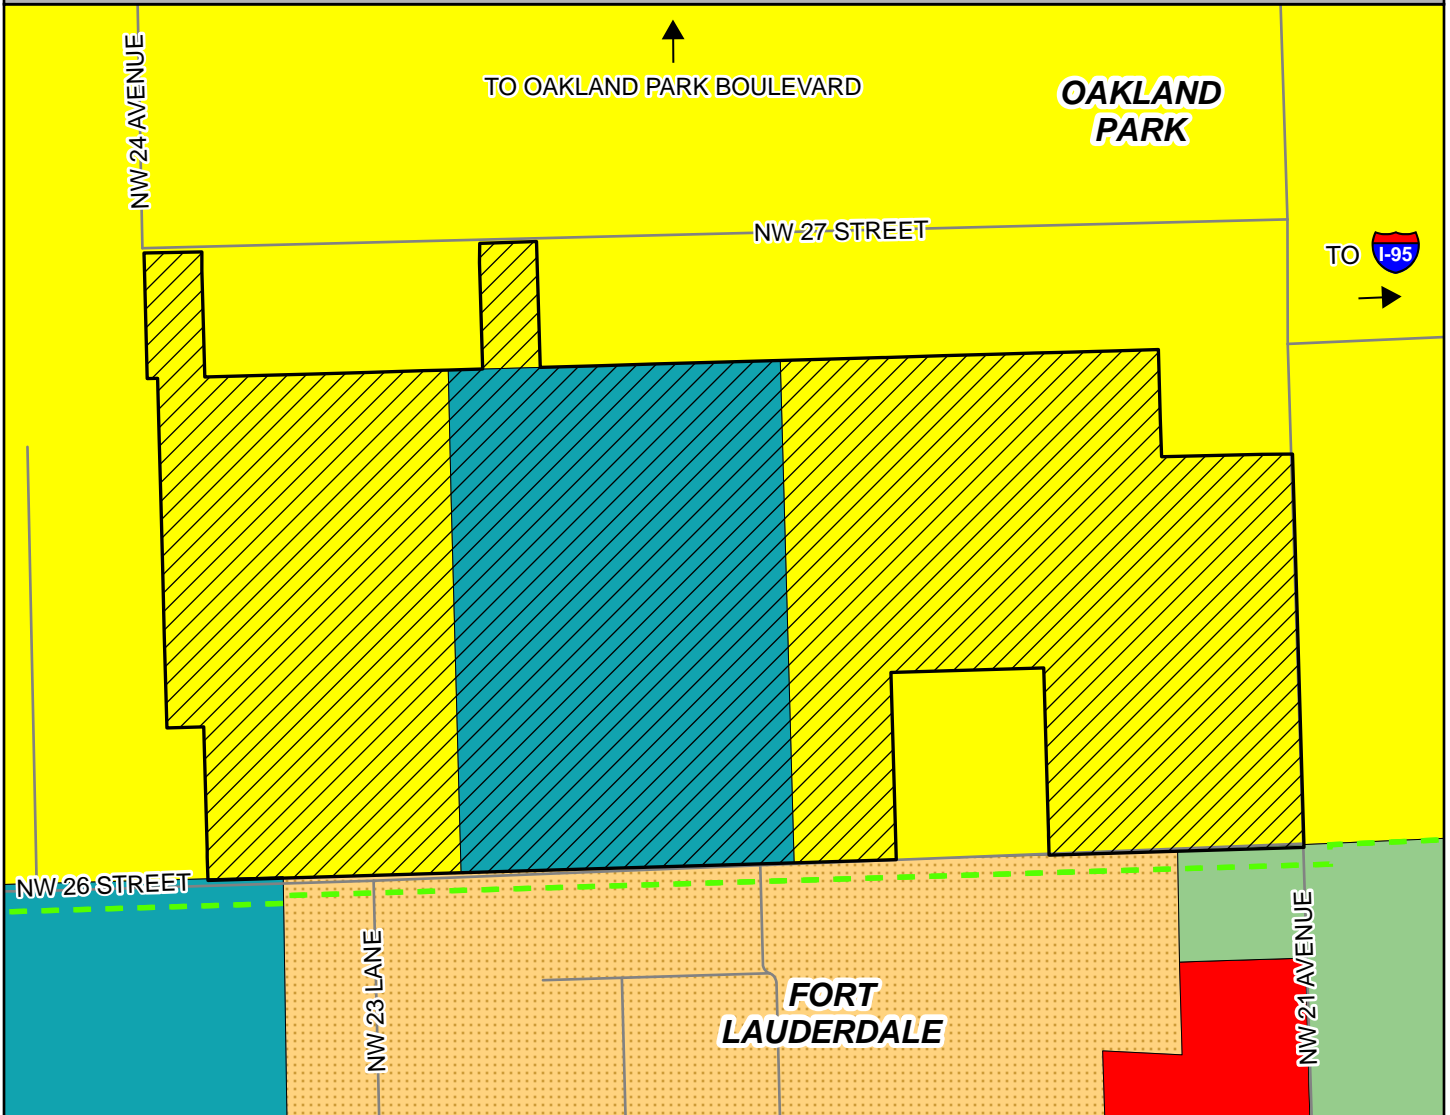 NW 24 AVENUE
TO OAKLAND PARK BOULEVARD
OAKLAND
PARK
NW 27 STREET
TO I-95
NW 26 STREET
NW 23 LANE
FORT
LAUDERDALE
NW 21 AVENUE